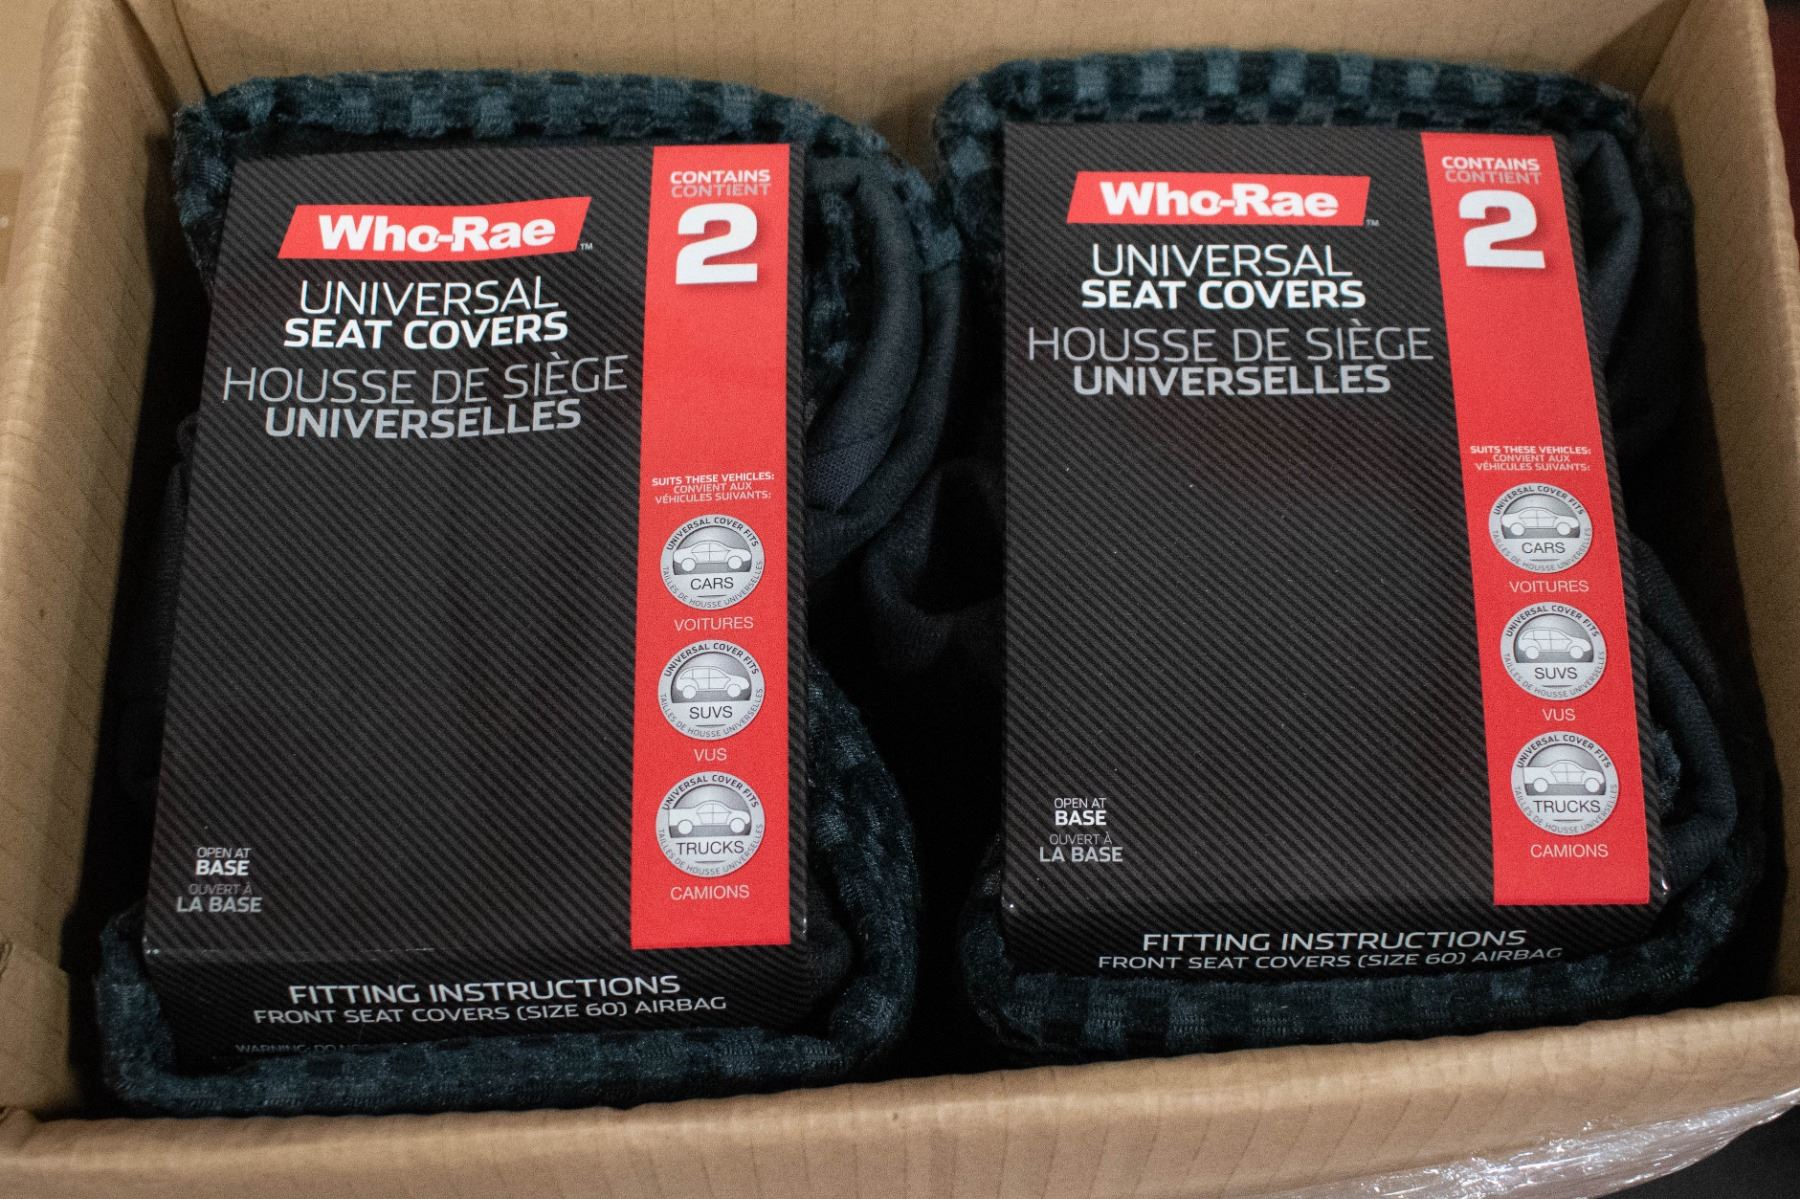 Who-Rae
TM
UNIVERSAL
SEAT COVERS
HOUSSE DE SIÈGE
UNIVERSELLES
CONTAINS
CONTIENT
2
SUITS THESE VEHICLES:
CONVIENT AUX
VÉHICULES SUIVANTS:
UNIVERSAL COVER FITS
CARS
TAILLES DE HOUSSE UNIVERSELLES
VOITURES
UNIVERSAL COVER FITS
SUVS
TAILLES DE HOUSSE UNIVERSELLES
VUS
UNIVERSAL COVER FITS
TRUCKS
TAILLES DE HOUSSE UNIVERSELLES
CAMIONS
OPEN AT
BASE
OUVERT À
LA BASE
FITTING INSTRUCTIONS
FRONT SEAT COVERS (SIZE 60) AIRBAG
WARNING: DO
Who-Rae
TM
UNIVERSAL
SEAT COVERS
HOUSSE DE SIÈGE
UNIVERSELLES
CONTAINS
CONTIENT
2
SUITS THESE VEHICLES:
CONVIENT AUX
VÉHICULES SUIVANTS:
UNIVERSAL COVER FITS
CARS
TAILLES DE HOUSSE UNIVERSELLES
VOITURES
UNIVERSAL COVER FITS
SUVS
TAILLES DE HOUSSE UNIVERSELLES
VUS
UNIVERSAL COVER FITS
TRUCKS
TAILLES DE HOUSSE UNIVERSELLES
CAMIONS
OPEN AT
BASE
OUVERT À
LA BASE
FITTING INSTRUCTIONS
FRONT SEAT COVERS (SIZE 60) AIRBAG